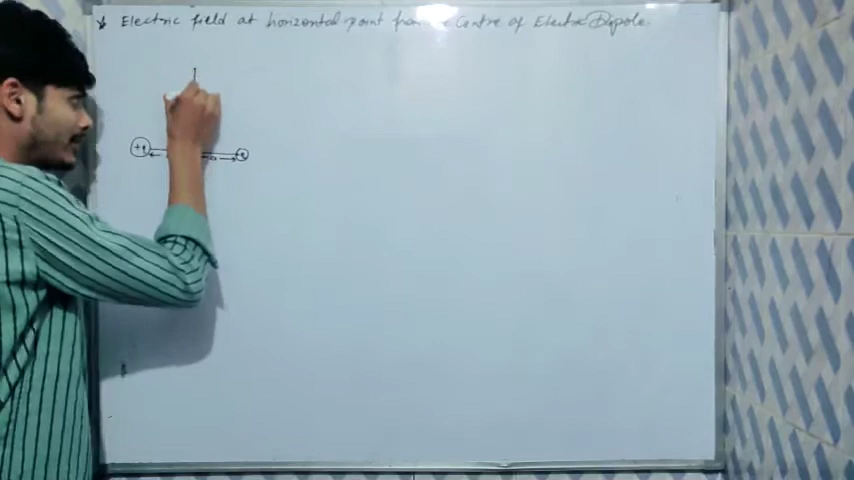 Electric field at horizontal point from Centre of Electric Dipole.
+q a -q